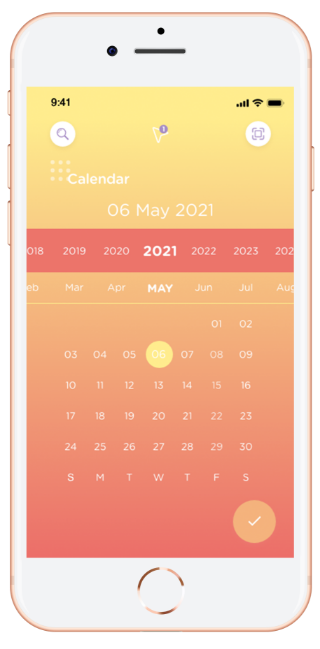 9:41
1
Calendar
06 May 2021
018 2019 2020 2021 2022 2023 202
eb Mar Apr MAY Jun Jul Aug
01 02
03 04 05 06 07 08 09
10 11 12 13 14 15 16
17 18 19 20 21 22 23
24 25 26 27 28 29 30
S M T W T F S